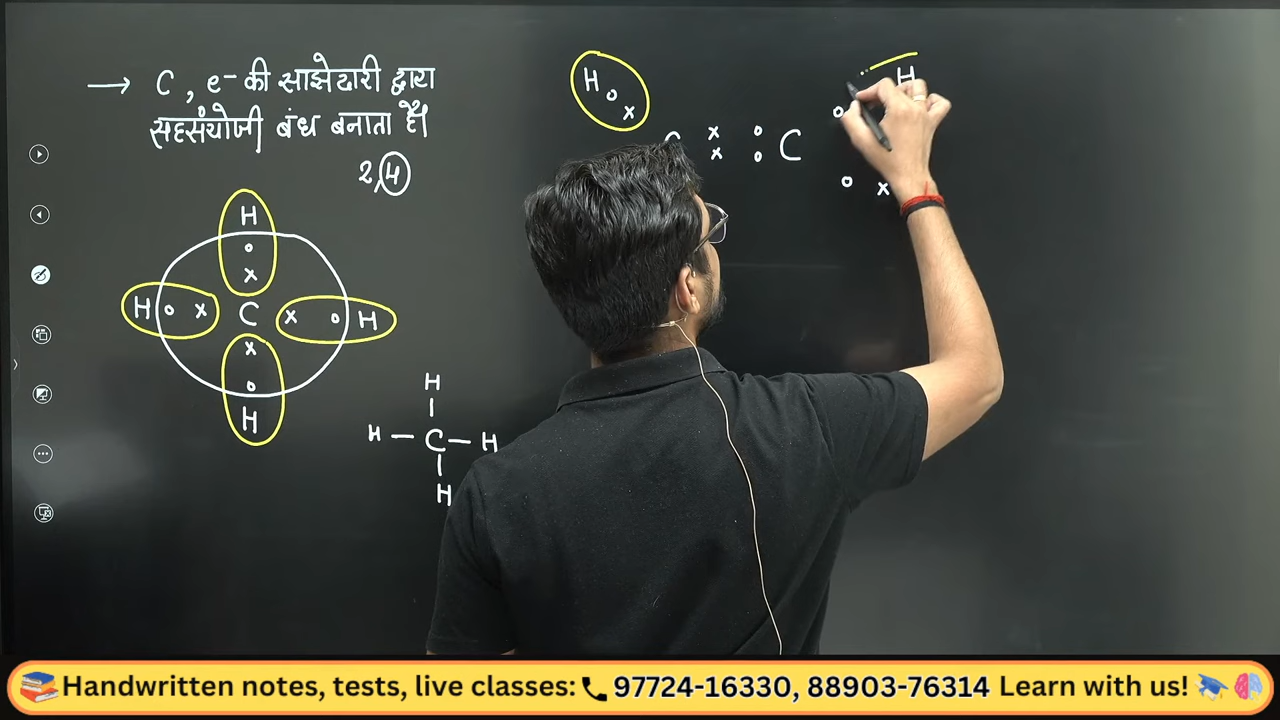 → C, e- की साझेदारी द्वारा
सहसंयोजी बंध बनाता है।
2,4
H
o
x
H o x C x o H
x
o
H
H
H – C – H
H
H
o
x
x o C
x o
H
o
o x
📚Handwritten notes, tests, live classes:📞97724-16330, 88903-76314 Learn with us! 🎓🧠